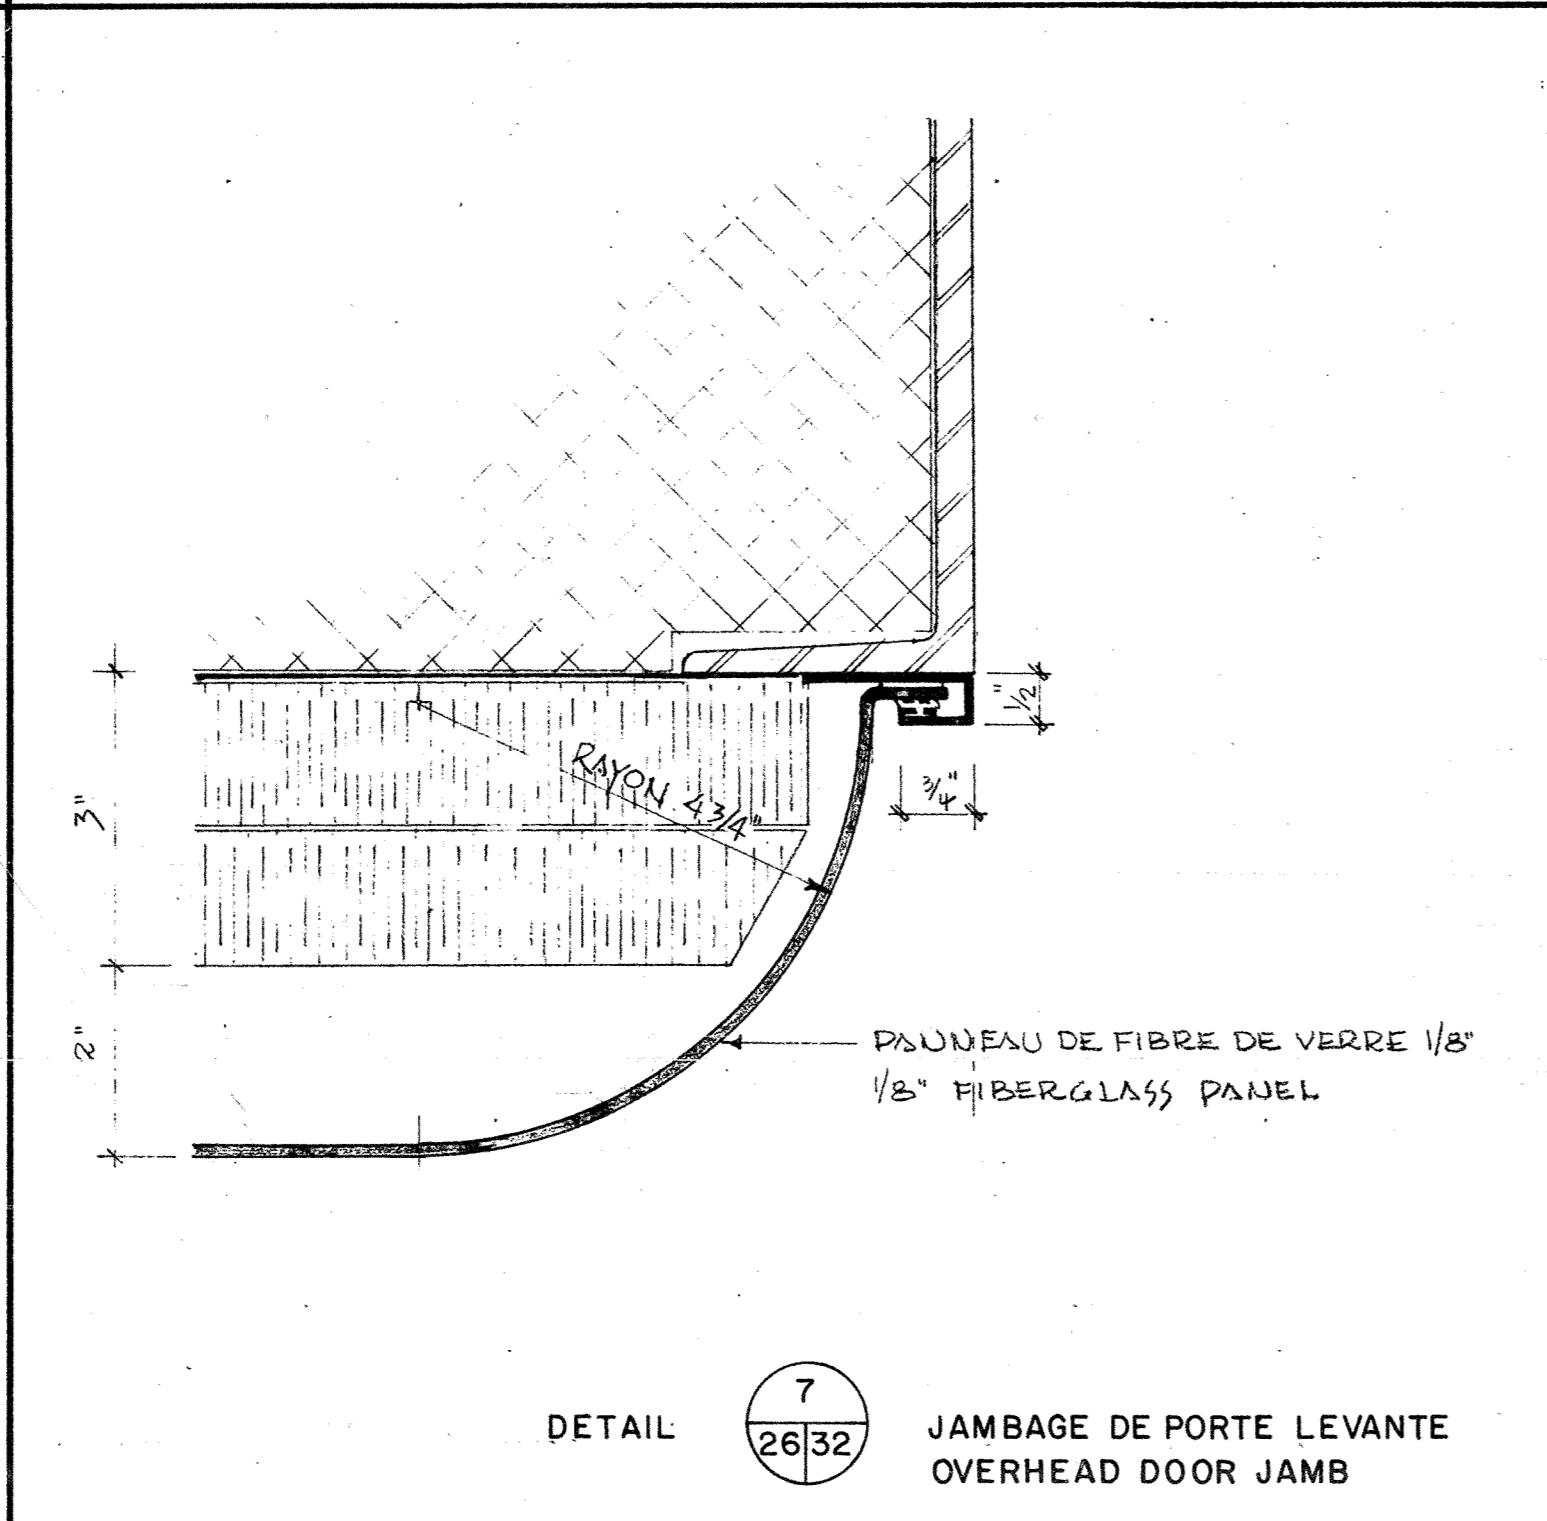 1/2"
3/4"
3"
RAYON. 4 3/4"
2"
PANNEAU DE FIBRE DE VERRE 1/8"
1/8" FIBERGLASS PANEL
DETAIL
7
26|32
JAMBAGE DE PORTE LEVANTE
OVERHEAD DOOR JAMB